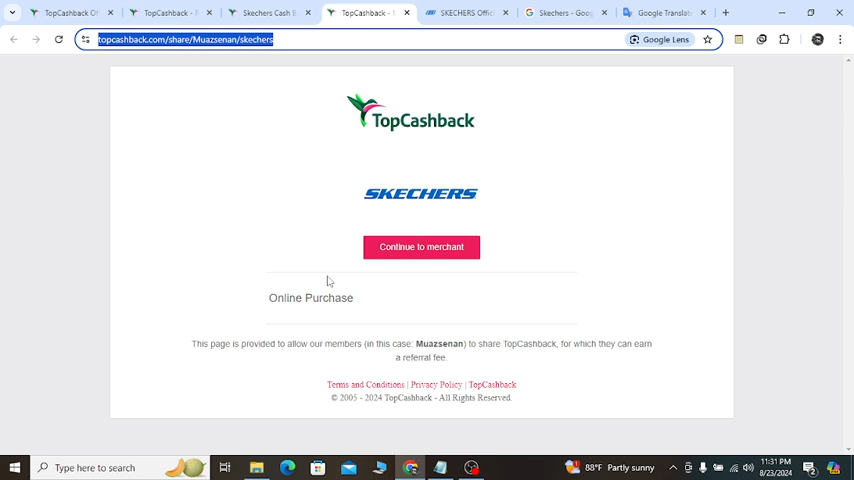 TopCashback Of
TopCashback -
Skechers Cash B
TopCashback -
SKECHERS Offic
Skechers - Goog
Google Translate
topcashback.com/share/Muazsenan/skechers
Google Lens
TopCashback
SKECHERS
Continue to merchant
Online Purchase
This page is provided to allow our members (in this case: Muazsenan) to share TopCashback, for which they can earn
a referral fee.
Terms and Conditions | Privacy Policy | TopCashback
© 2005 - 2024 TopCashback - All Rights Reserved.
Type here to search
88°F Partly sunny
11:31 PM
8/23/2024